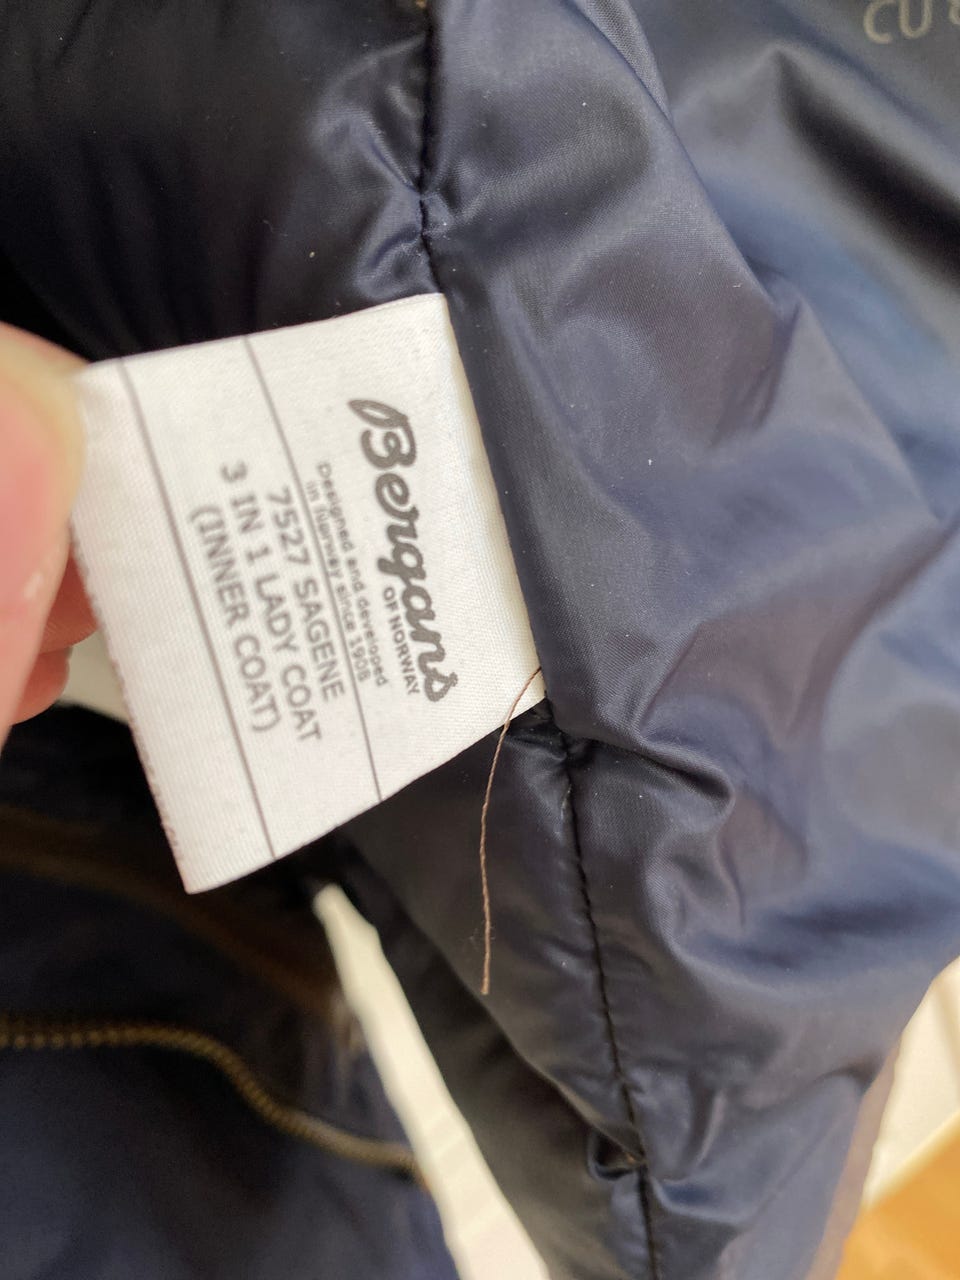 Bergans
OF NORWAY
Designed and developed
in Norway since 1908
7527 SAGENE
3 IN 1 LADY COAT
(INNER COAT)
CU